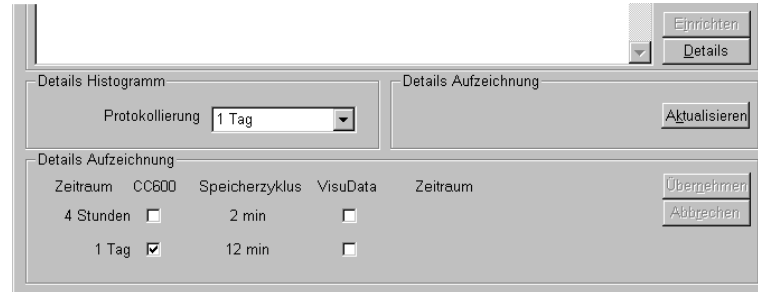 Einrichten
Details
Details Histogramm
Details Aufzeichnung
Protokollierung 1 Tag
Aktualisieren
Details Aufzeichnung
Zeitraum CC600 Speicherzyklus VisuData Zeitraum
Übernehmen
4 Stunden 2 min
Abbrechen
1 Tag 12 min